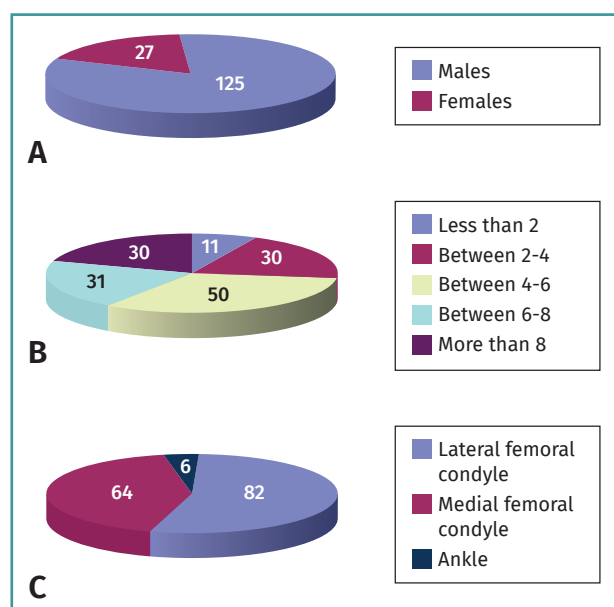 27
125
Males
Females
A
11
30
30
31
50
Less than 2
Between 2-4
Between 4-6
Between 6-8
More than 8
B
6
64
82
Lateral femoral
condyle
Medial femoral
condyle
Ankle
C